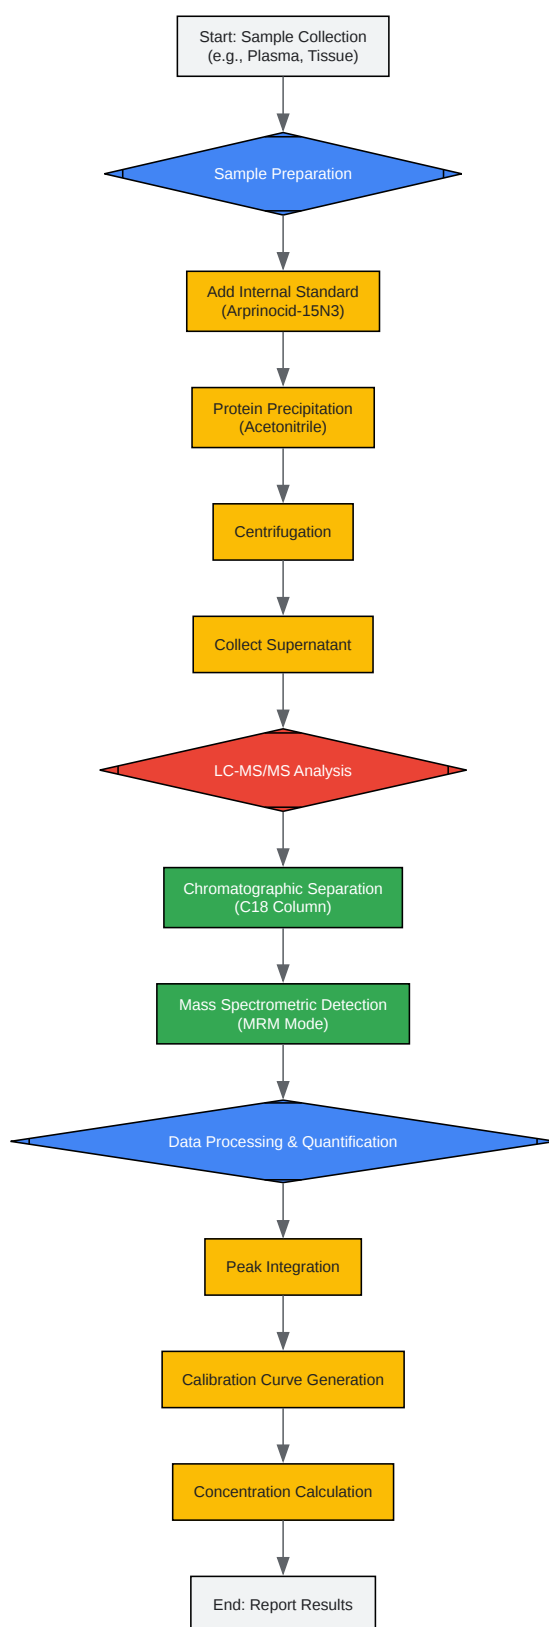 Start: Sample Collection
(e.g., Plasma, Tissue)
Sample Preparation
Add Internal Standard
(Arprinocid-15N3)
Protein Precipitation
(Acetonitrile)
Centrifugation
Collect Supernatant
LC-MS/MS Analysis
Chromatographic Separation
(C18 Column)
Mass Spectrometric Detection
(MRM Mode)
Data Processing & Quantification
Peak Integration
Calibration Curve Generation
Concentration Calculation
End: Report Results